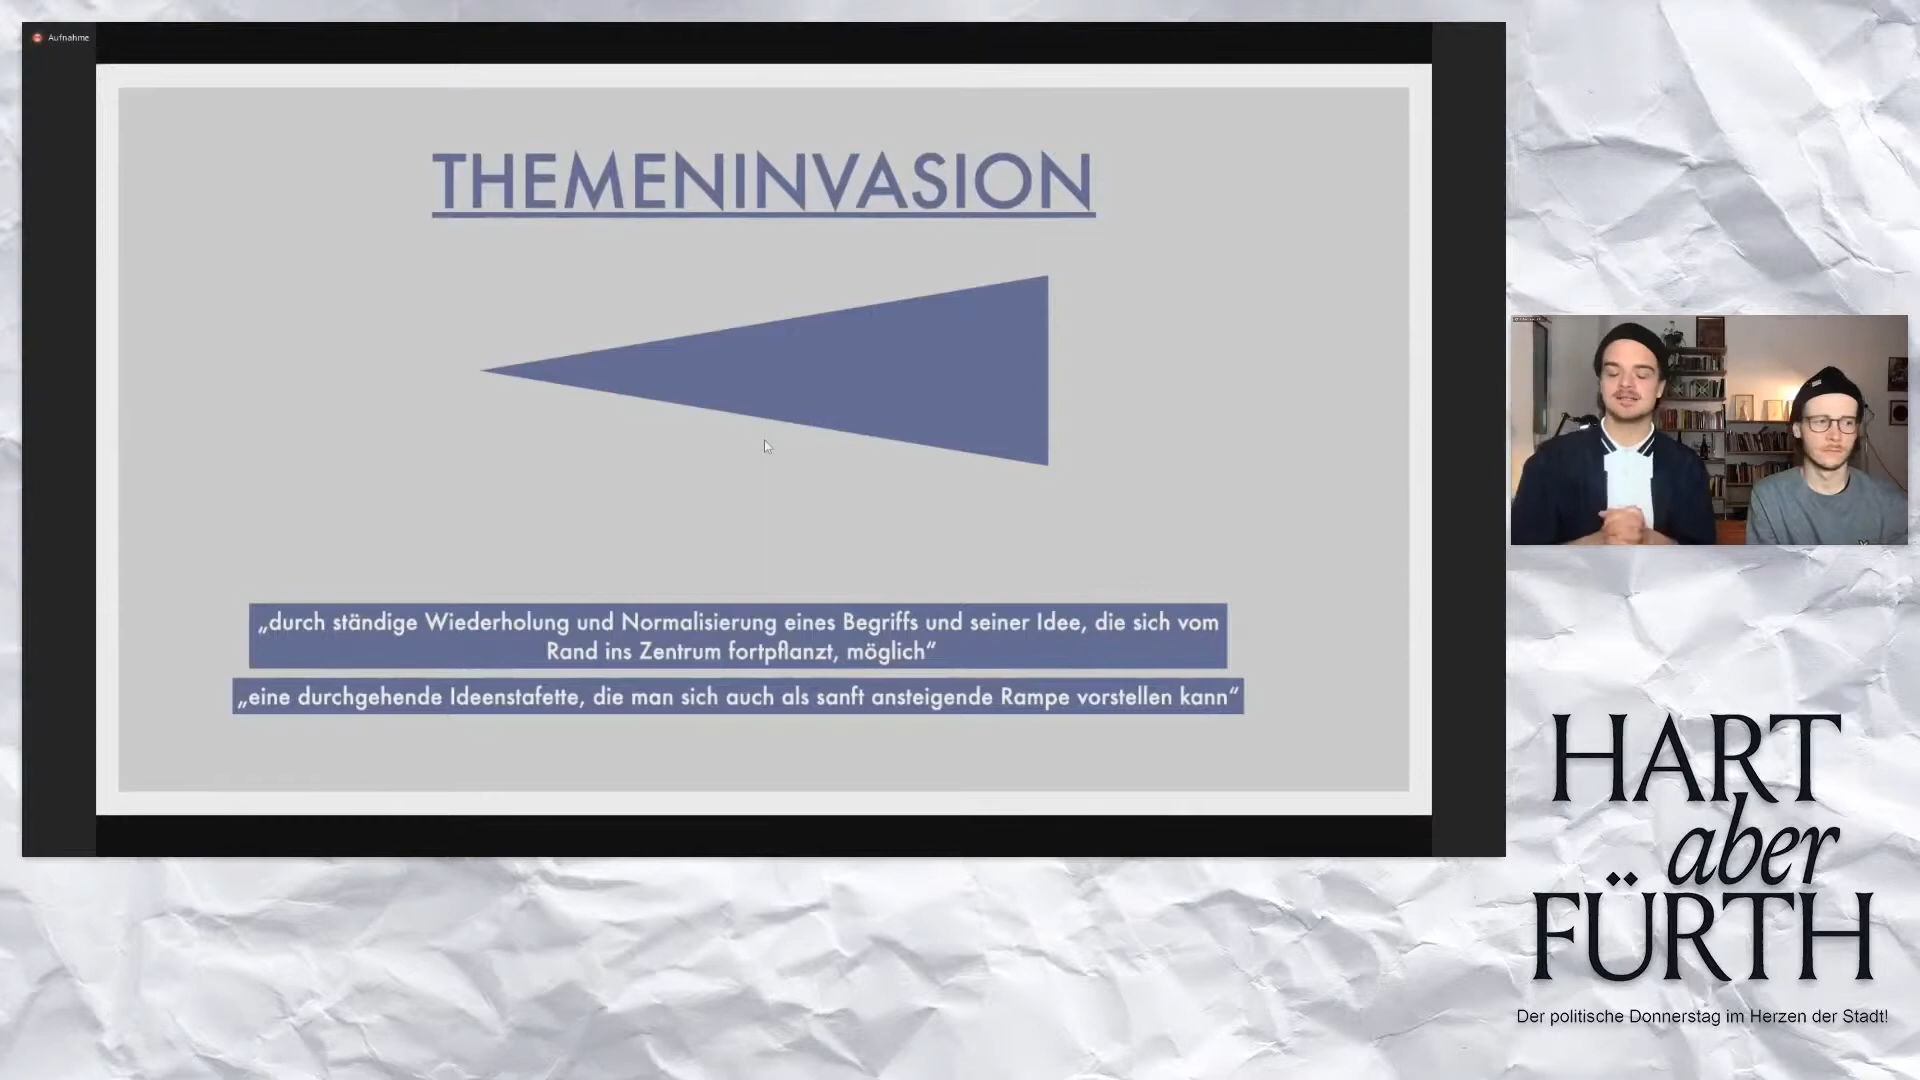 Aufnahme
THEMENINVASION
„durch ständige Wiederholung und Normalisierung eines Begriffs und seiner Idee, die sich vom
Rand ins Zentrum fortpflanzt, möglich“
„eine durchgehende Ideenstafette, die man sich auch als sanft ansteigende Rampe vorstellen kann“
HART
aber
FÜRTH
Der politische Donnerstag im Herzen der Stadt!